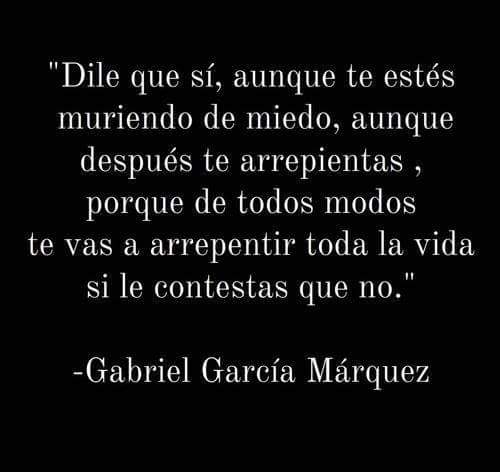 "Dile que sí, aunque te estés
muriendo de miedo, aunque
después te arrepientas ,
porque de todos modos
te vas a arrepentir toda la vida
si le contestas que no."
-Gabriel García Márquez